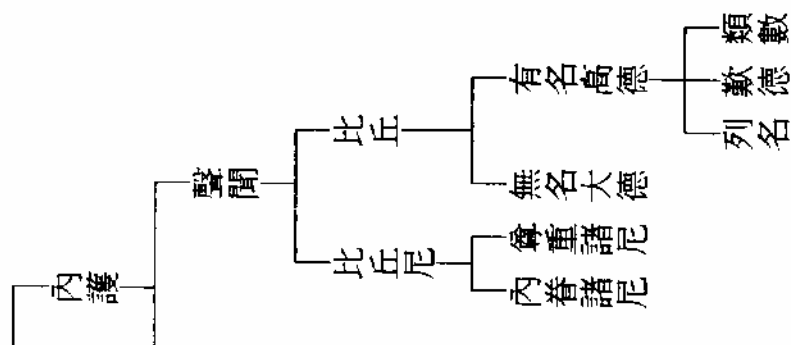 內護
聲聞
比丘
有名高德
類數
歎德
列名
無名大德
比丘尼
尊重諸尼
內眷諸尼